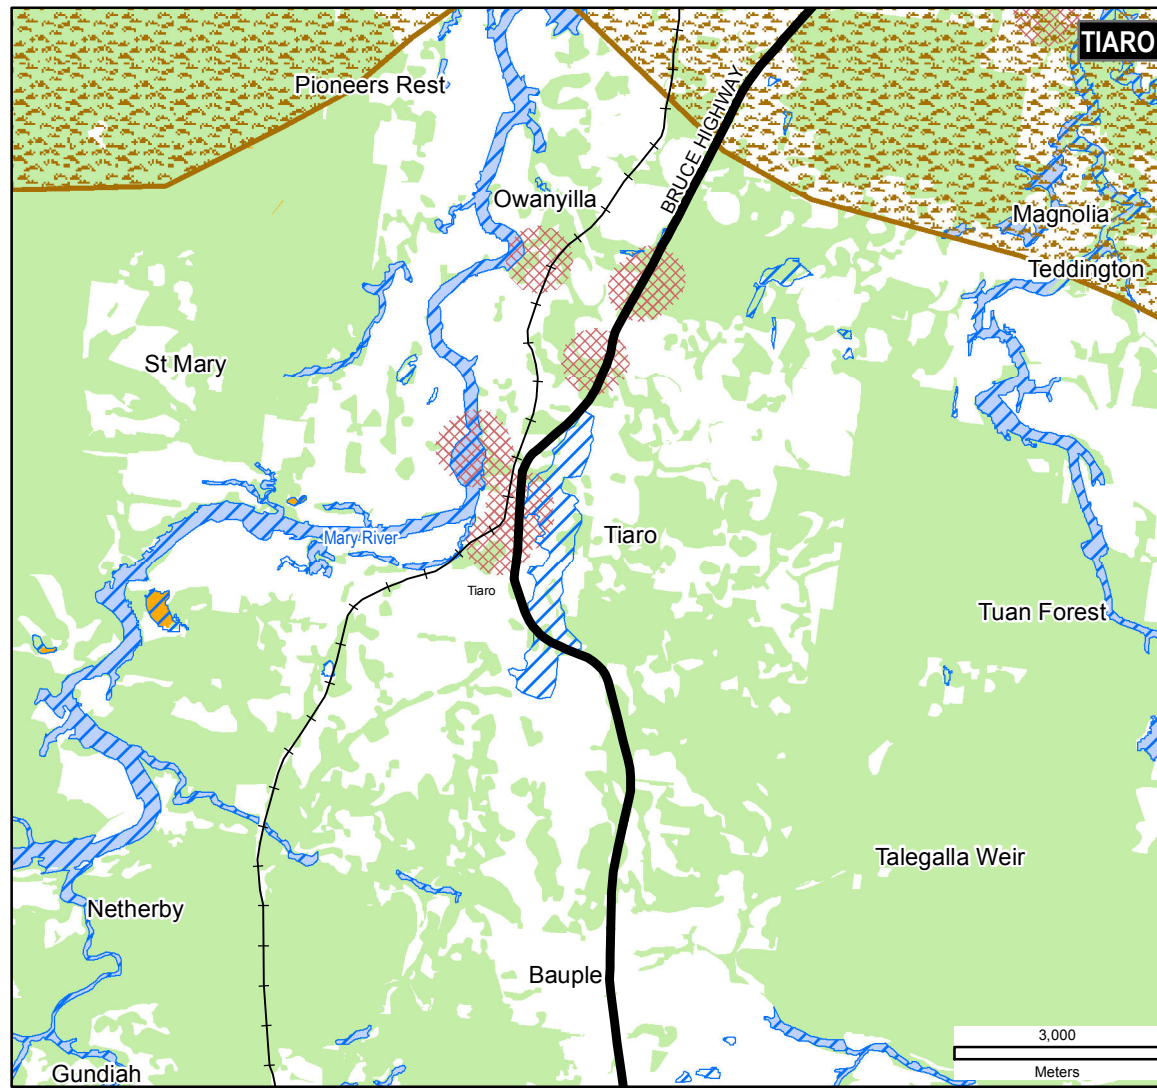 TIARO
Pioneers Rest
BRUCE HIGHWAY
Owanyilla
Magnolia
Teddington
St Mary
Mary River
Tiaro
Tiaro
Tuan Forest
Talegalla Weir
Netherby
Bauple
3,000
Meters
Gundiah